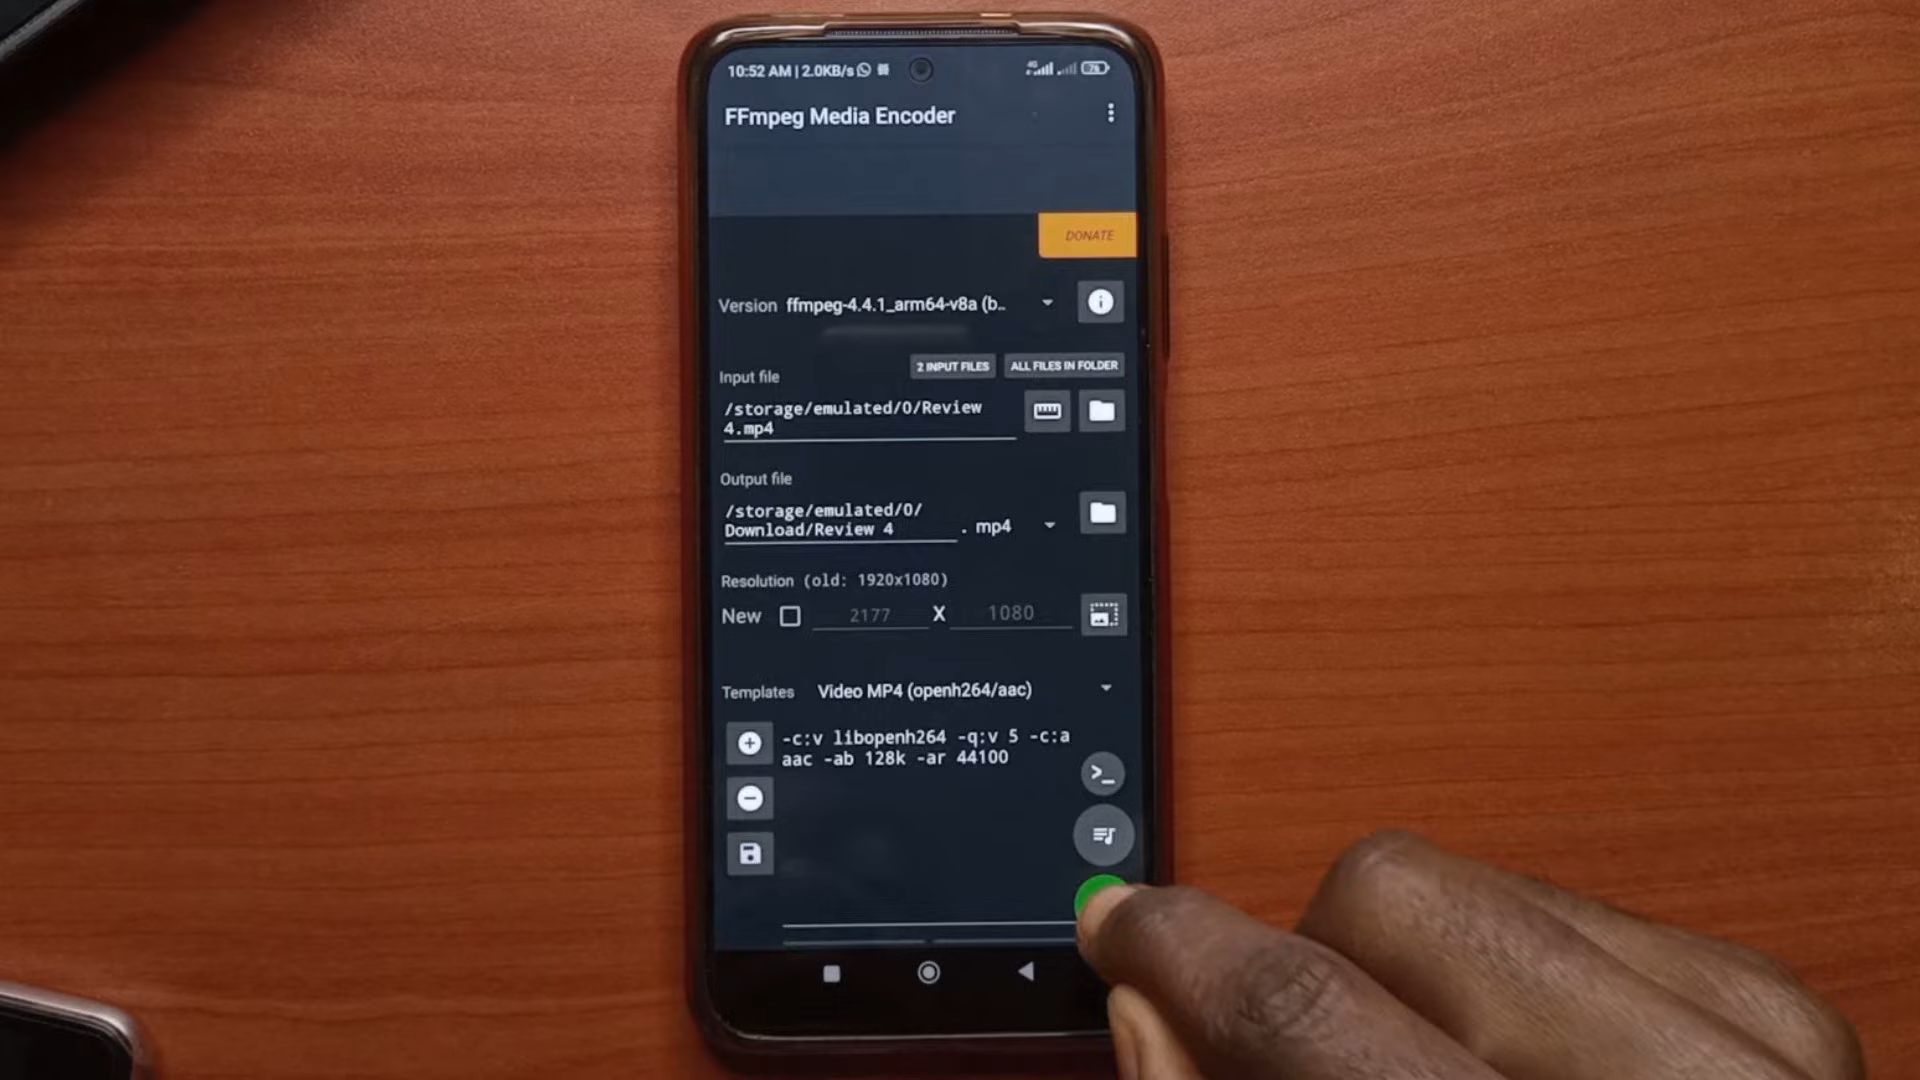 10:52 AM | 2.0KB/s
4G
76
FFmpeg Media Encoder
DONATE
Version ffmpeg-4.4.1_arm64-v8a (b..
2 INPUT FILES ALL FILES IN FOLDER
Input file
/storage/emulated/0/Review
4.mp4
Output file
/storage/emulated/0/
Download/Review 4 . mp4
Resolution (old: 1920x1080)
New 2177 X 1080
Templates Video MP4 (openh264/aac)
-c:v libopenh264 -q:v 5 -c:a
aac -ab 128k -ar 44100
>_